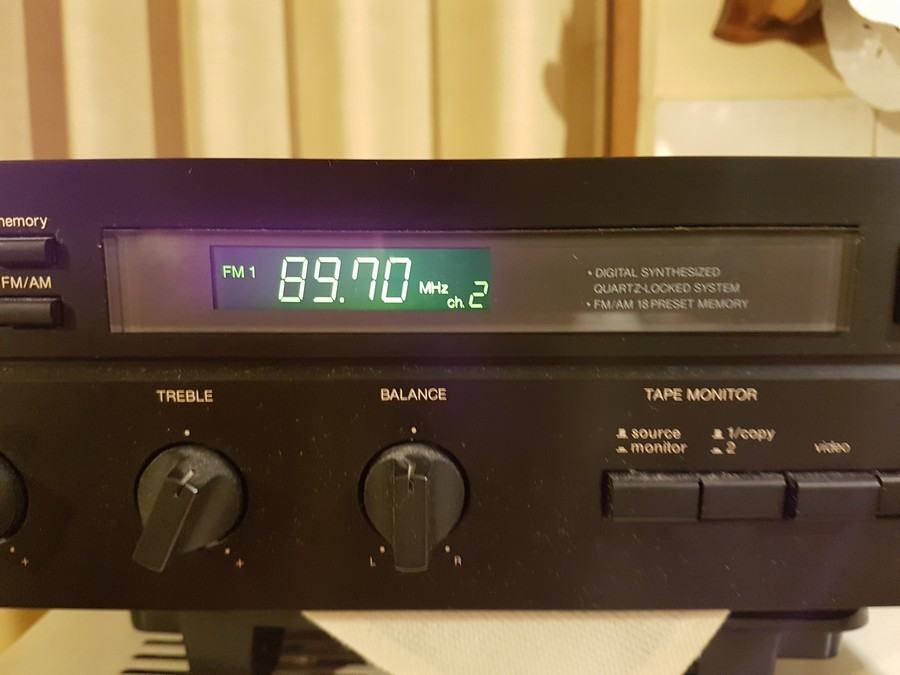 FM/AM
FM 1
89.70 MHz
ch. 2
• DIGITAL SYNTHESIZED
QUARTZ-LOCKED SYSTEM
• FM/AM 18 PRESET MEMORY
TREBLE
BALANCE
TAPE MONITOR
source
monitor
1/copy
2
video
+
+
L
R